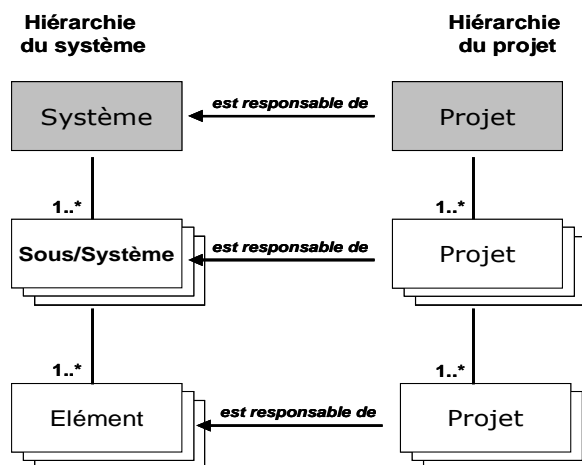 Hiérarchie
du système
Hiérarchie
du projet
Système
est responsable de
Projet
1..*
1..*
Sous/Système
est responsable de
Projet
1..*
1..*
Elément
est responsable de
Projet